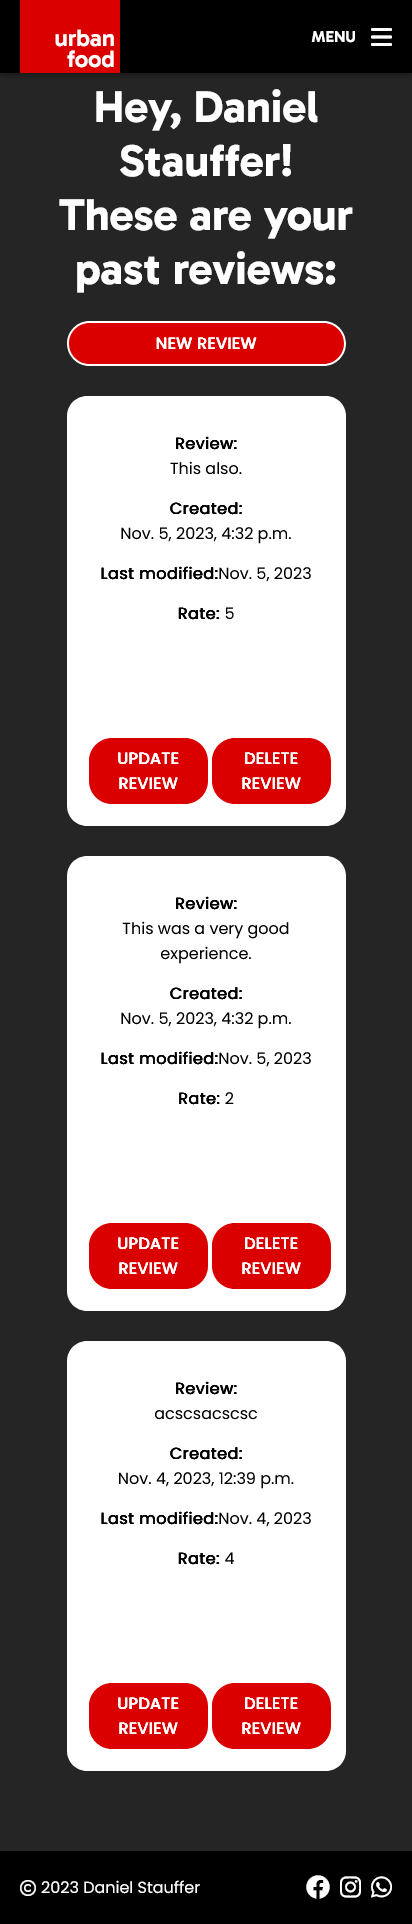 urban
food
MENU
Hey, Daniel
Stauffer!
These are your
past reviews:
NEW REVIEW
Review:
This also.
Created:
Nov. 5, 2023, 4:32 p.m.
Last modified:Nov. 5, 2023
Rate: 5
UPDATE
REVIEW
DELETE
REVIEW
Review:
This was a very good
experience.
Created:
Nov. 5, 2023, 4:32 p.m.
Last modified:Nov. 5, 2023
Rate: 2
UPDATE
REVIEW
DELETE
REVIEW
Review:
acscsacscsc
Created:
Nov. 4, 2023, 12:39 p.m.
Last modified:Nov. 4, 2023
Rate: 4
UPDATE
REVIEW
DELETE
REVIEW
© 2023 Daniel Stauffer